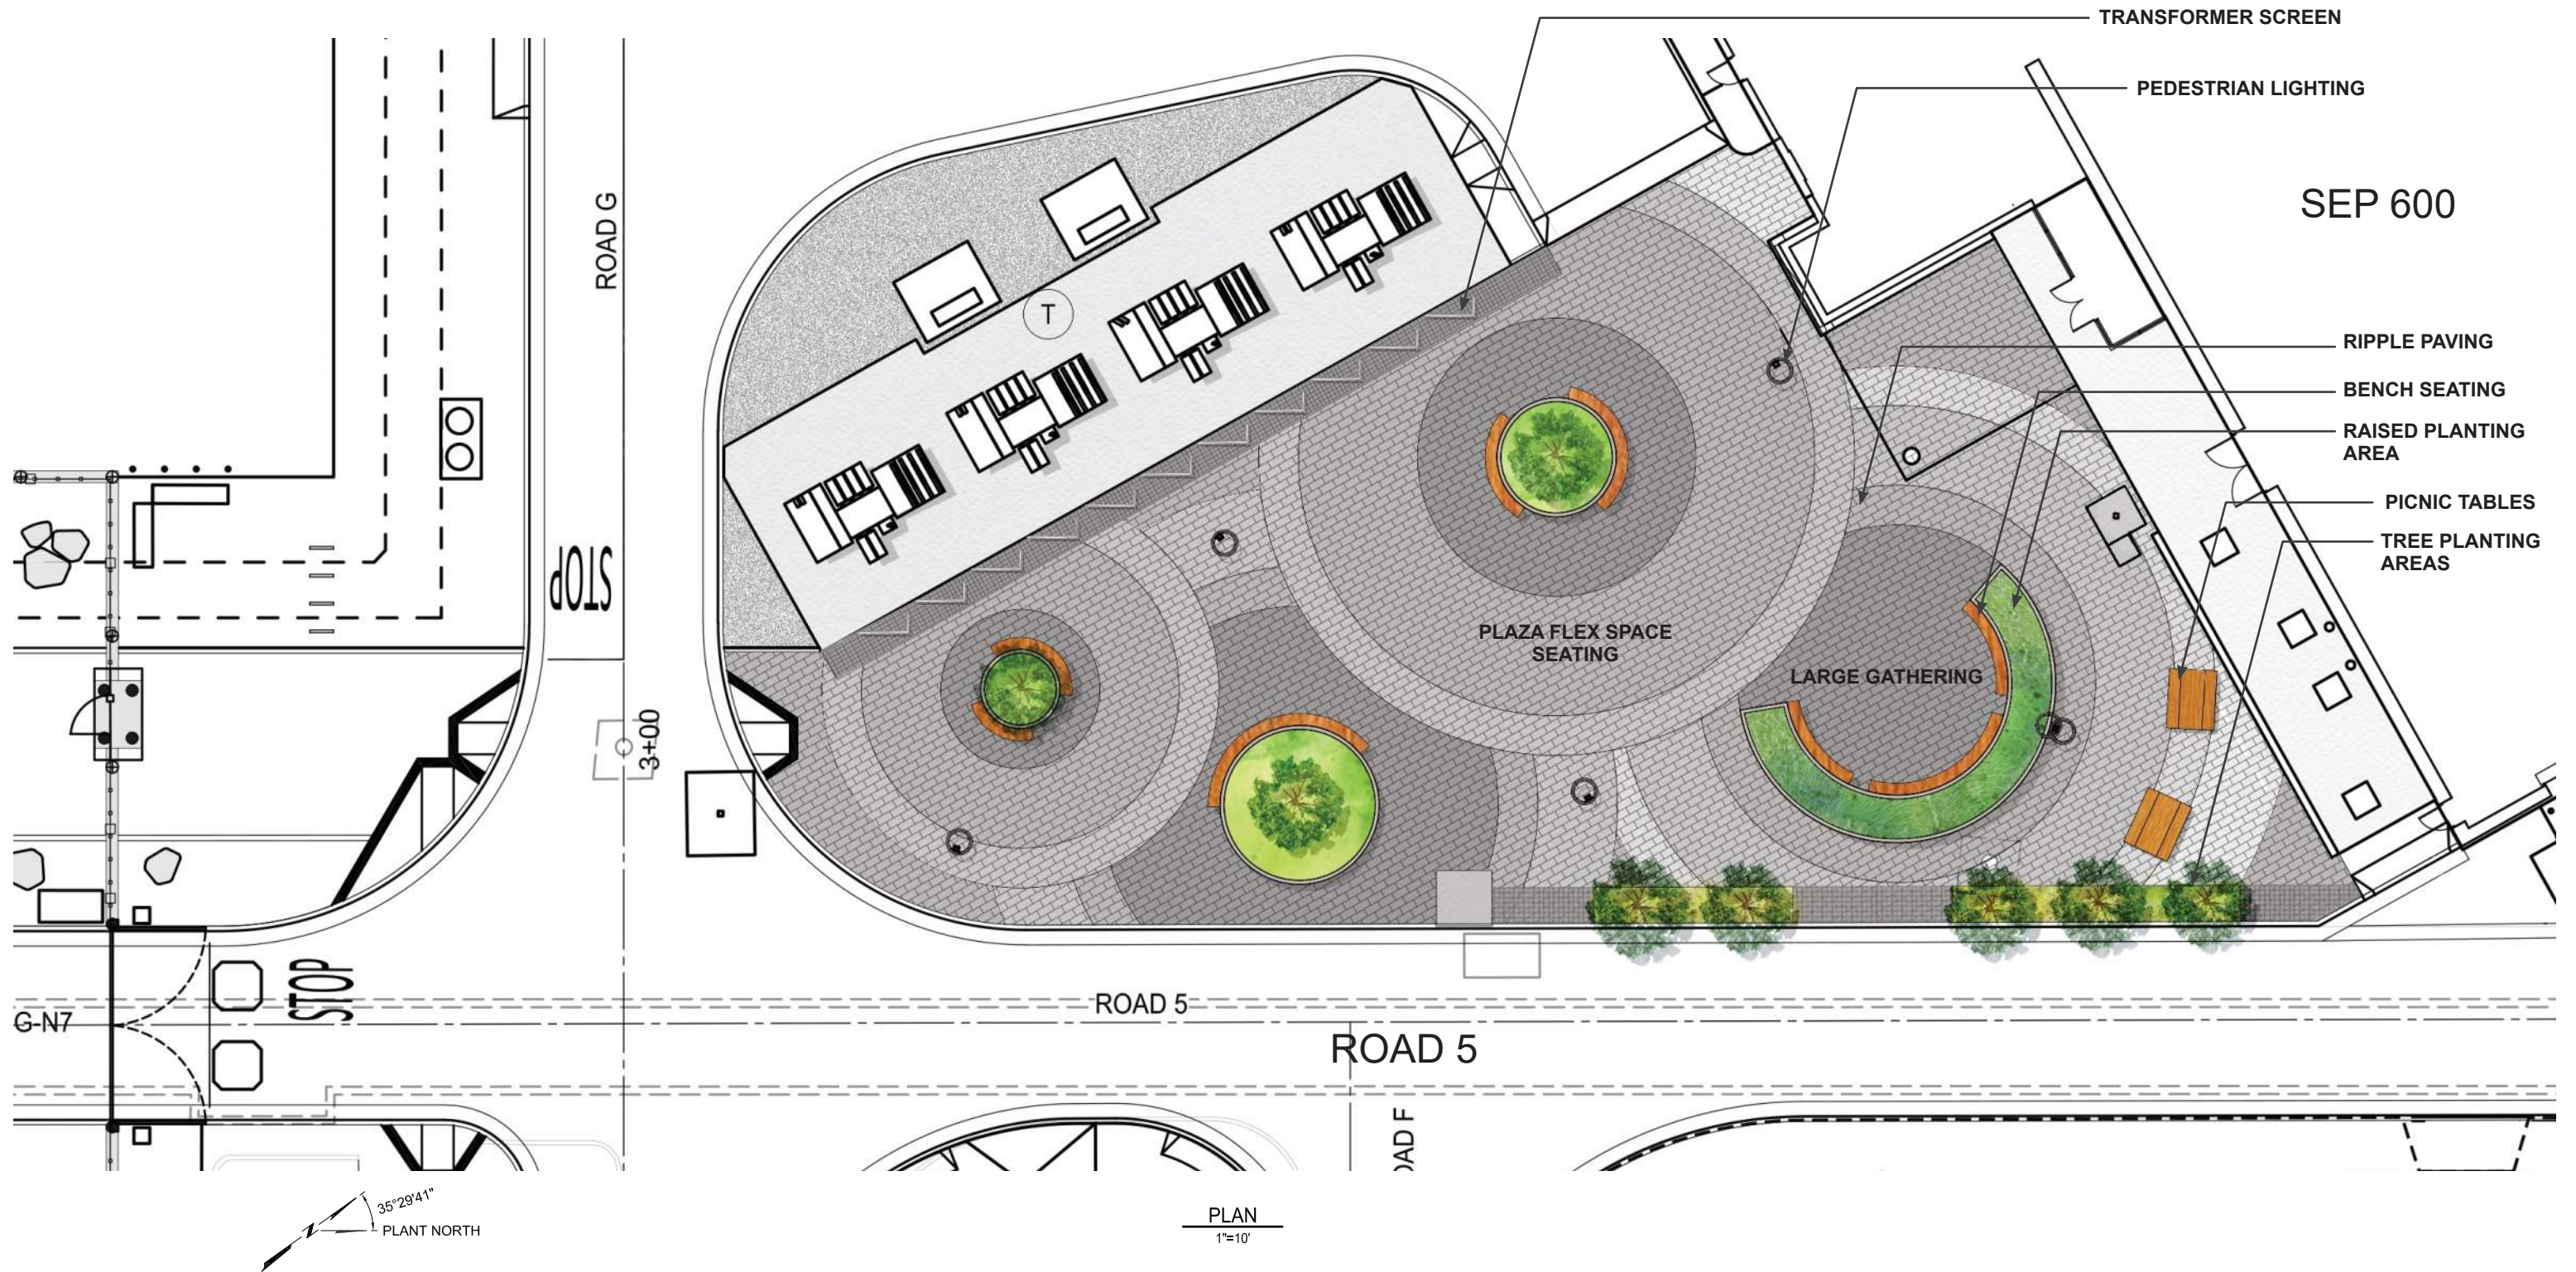 TRANSFORMER SCREEN
PEDESTRIAN LIGHTING
SEP 600
ROAD G
T
RIPPLE PAVING
BENCH SEATING
RAISED PLANTING
AREA
PICNIC TABLES
TREE PLANTING
AREAS
STOP
PLAZA FLEX SPACE
SEATING
LARGE GATHERING
3+00
STOP
ROAD 5
G-N7
ROAD 5
OAD F
35°29'41"
N
PLANT NORTH
PLAN
1"=10'